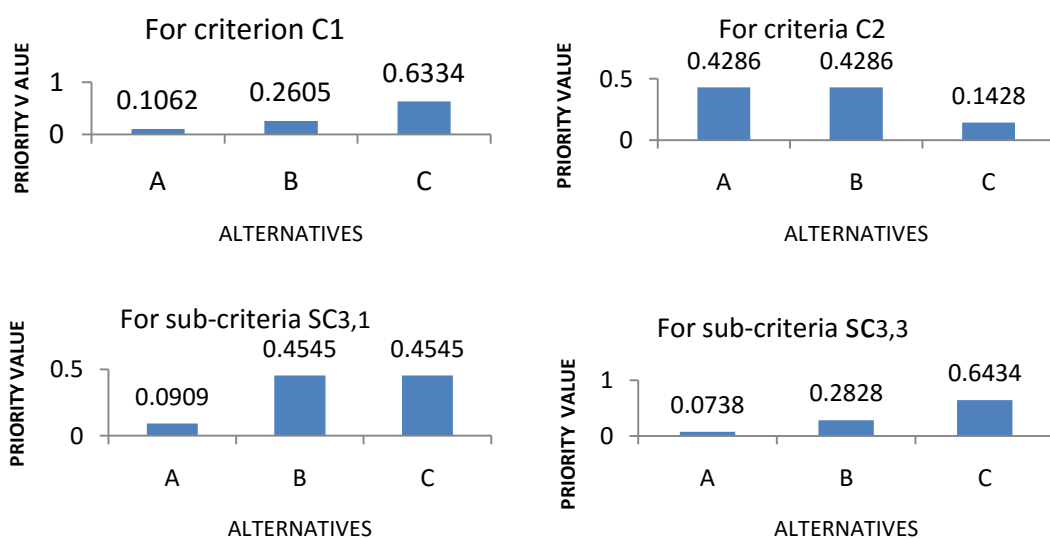 For criterion C1
PRIORITY V ALUE
1
0
0.1062
0.2605
0.6334
A
B
C
ALTERNATIVES
For criteria C2
PRIORITY VALUE
0.5
0
0.4286
0.4286
0.1428
A
B
C
ALTERNATIVES
For sub-criteria SC3,1
PRIORITY VALUE
0.5
0
0.0909
0.4545
0.4545
A
B
C
ALTERNATIVES
For sub-criteria SC3,3
PRIORITY VALUE
1
0
0.0738
0.2828
0.6434
A
B
C
ALTERNATIVES